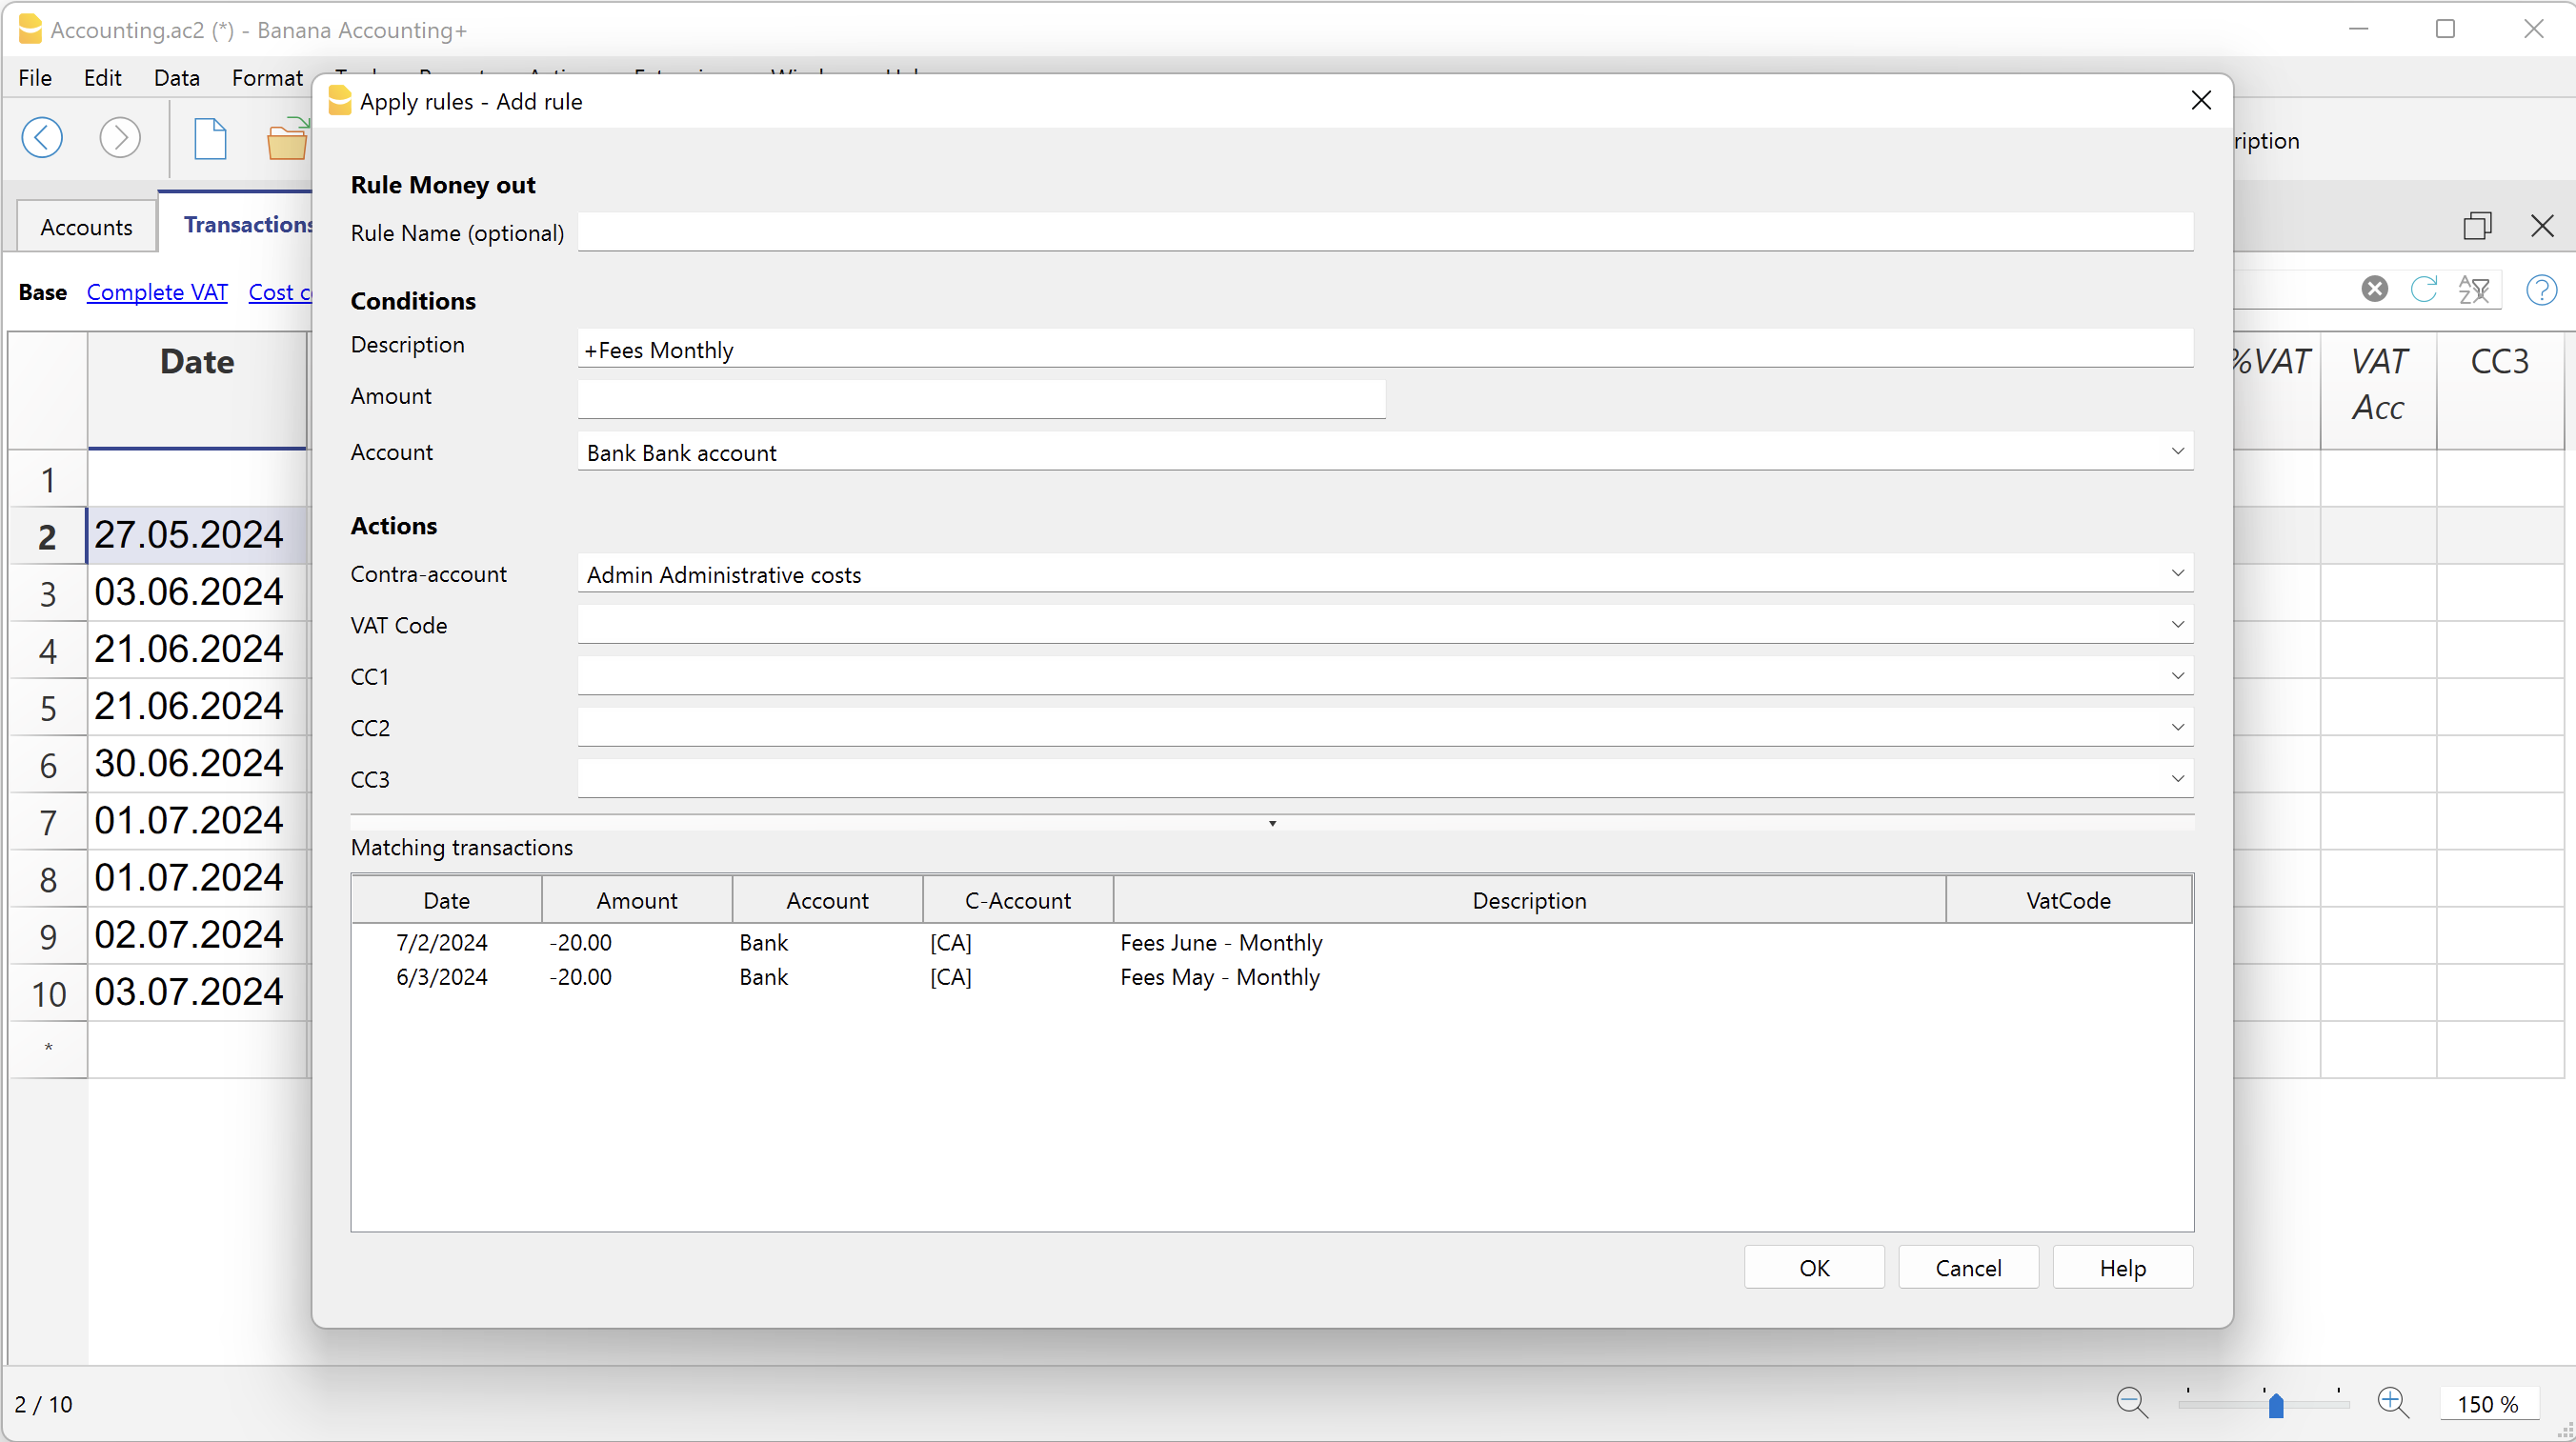 Accounting.ac2 (*) - Banana Accounting+
File Edit Data Format
Apply rules - Add rule
ription
Rule Money out
Accounts Transactions
Rule Name (optional)
Base Complete VAT Cost c
Conditions
Description +Fees Monthly
Amount
Account Bank Bank account
Actions
Contra-account Admin Administrative costs
VAT Code
CC1
CC2
CC3
Matching transactions
Date Amount Account C-Account Description VatCode
7/2/2024 -20.00 Bank [CA] Fees June - Monthly
6/3/2024 -20.00 Bank [CA] Fees May - Monthly
OK Cancel Help
Date %VAT VAT Acc CC3
1
2 27.05.2024
3 03.06.2024
4 21.06.2024
5 21.06.2024
6 30.06.2024
7 01.07.2024
8 01.07.2024
9 02.07.2024
10 03.07.2024
*
2 / 10
150 %